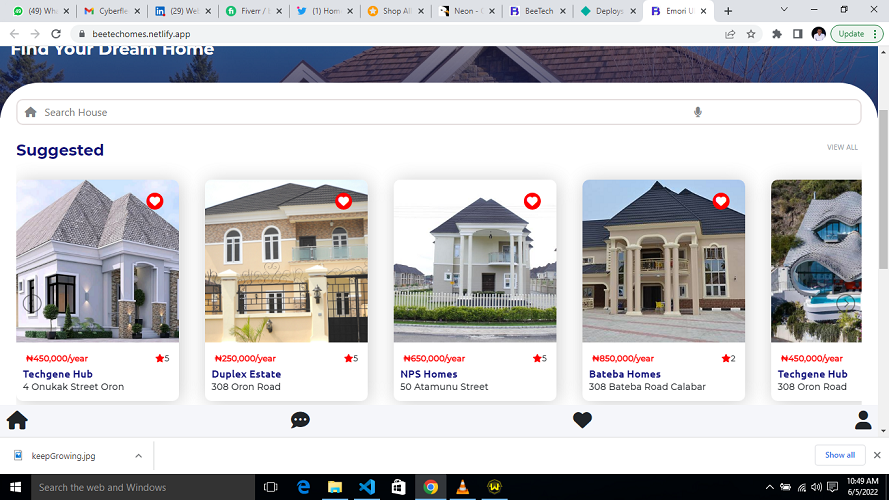 (49) Wha
Cyberfle
(29) Wel
Fiverr / 
(1) Hom
Shop All
Neon - 
BeeTech
Deploys
Emori U
beetechomes.netlify.app
Update
Find Your Dream Home
Search House
Suggested
VIEW ALL
₦450,000/year
5
Techgene Hub
4 Onukak Street Oron
₦250,000/year
5
Duplex Estate
308 Oron Road
₦650,000/year
5
NPS Homes
50 Atamunu Street
₦850,000/year
2
Bateba Homes
308 Bateba Road Calabar
₦450,000/year
Techgene Hub
308 Oron Road
keepGrowing.jpg
Show all
Search the web and Windows
10:49 AM
6/5/2022